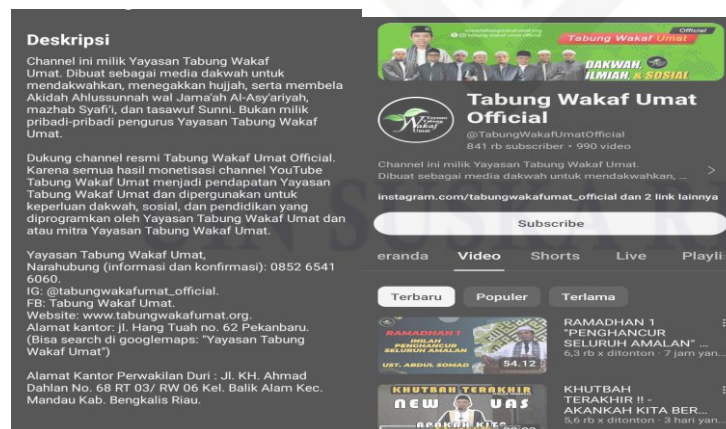 Deskripsi
Channel ini milik Yayasan Tabung Wakaf
Umat. Dibuat sebagai media dakwah untuk
mendakwahkan, menegakkan hujjah, serta membela
Akidah Ahlussunnah wal Jama'ah Al-Asy'ariyah,
mazhab Syafi'i, dan tasawuf Sunni. Bukan milik
pribadi-pribadi pengurus Yayasan Tabung Wakaf
Umat.
Dukung channel resmi Tabung Wakaf Umat Official.
Karena semua hasil monetisasi channel YouTube
Tabung Wakaf Umat menjadi pendapatan Yayasan
Tabung Wakaf Umat dan dipergunakan untuk
keperluan dakwah, sosial, dan pendidikan yang
diprogramkan oleh Yayasan Tabung Wakaf Umat dan
atau mitra Yayasan Tabung Wakaf Umat.
Yayasan Tabung Wakaf Umat,
Narahubung (informasi dan konfirmasi): 0852 6541
6060.
IG: @tabungwakafumat_official.
FB: Tabung Wakaf Umat.
Website: www.tabungwakafumat.org.
Alamat kantor: jl. Hang Tuah no. 62 Pekanbaru.
(Bisa search di googlemaps: "Yayasan Tabung
Wakaf Umat")
Alamat Kantor Perwakilan Duri : Jl. KH. Ahmad
Dahlan No. 68 RT 03/ RW 06 Kel. Balik Alam Kec.
Mandau Kab. Bengkalis Riau.
Official
Tabung Wakaf Umat
DAKWAH,
ILMIAH, & SOSIAL
Yayasan
Tabung
Wakaf
Umat
Tabung Wakaf Umat
Official
@TabungWakafUmatOfficial
841 rb subscriber • 990 video
Channel ini milik Yayasan Tabung Wakaf Umat.
Dibuat sebagai media dakwah untuk mendakwahkan, ...
instagram.com/tabungwakafumat_official dan 2 link lainnya
Subscribe
eranda Video Shorts Live Playli
Terbaru Populer Terlama
RAMADHAN 1
INILAH
PENGHANCUR
SELURUH AMALAN
UST. ABDUL SOMAD
54.12
RAMADHAN 1
"PENGHANCUR
SELURUH AMALAN" ...
6,3 rb x ditonton · 7 jam yan...
KHUTBAH TERAKHIR
NEW UAS
APAKAH KITA
KHUTBAH
TERAKHIR !! -
AKANKAH KITA BER...
5,6 rb x ditonton · 3 hari yan...
UIN SUSKA RI